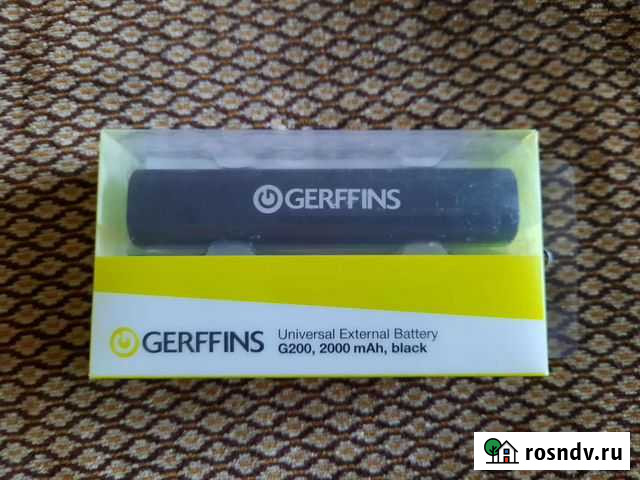 GERFFINS
GERFFINS
Universal External Battery
G200, 2000 mAh, black
rosndv.ru